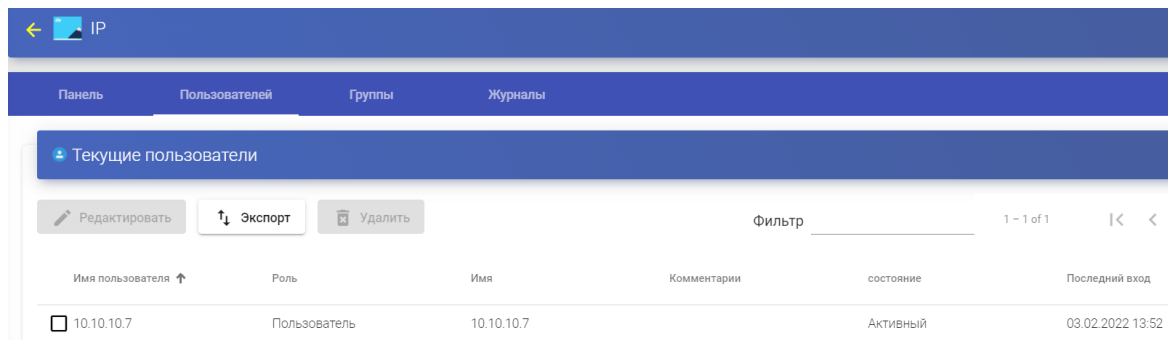 IP
Панель Пользователей Группы Журналы
Текущие пользователи
Редактировать Экспорт Удалить Фильтр 1 – 1 of 1
Имя пользователя Роль Имя Комментарии состояние Последний вход
10.10.10.7 Пользователь 10.10.10.7 Активный 03.02.2022 13:52